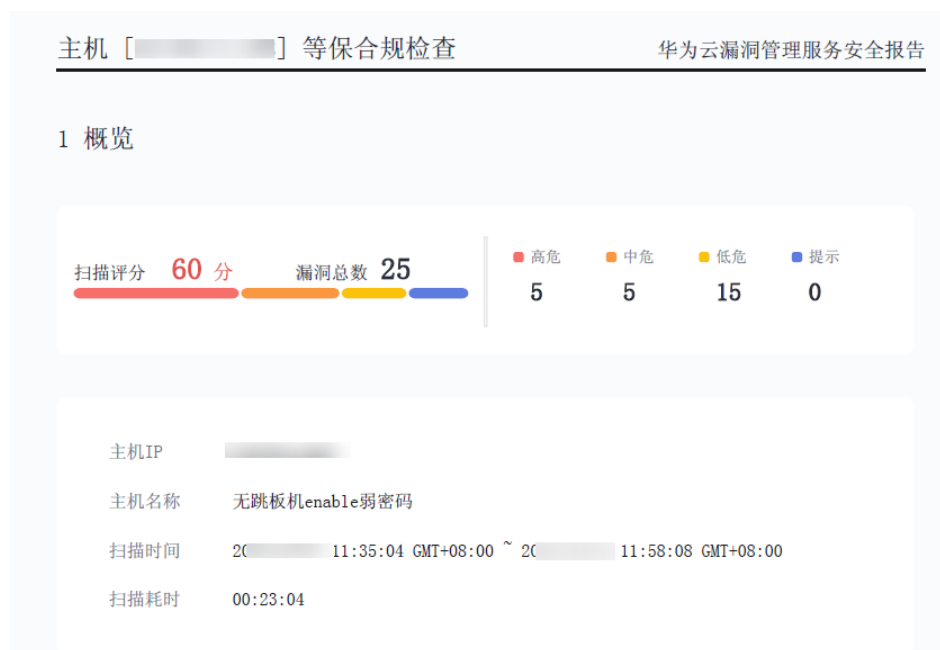 主机 [ ] 等保合规检查
华为云漏洞管理服务安全报告
1 概览
扫描评分 60 分 漏洞总数 25
高危 中危 低危 提示
5 5 15 0
主机IP
主机名称 无跳板机enable弱密码
扫描时间 20 11:35:04 GMT+08:00 ~ 20 11:58:08 GMT+08:00
扫描耗时 00:23:04